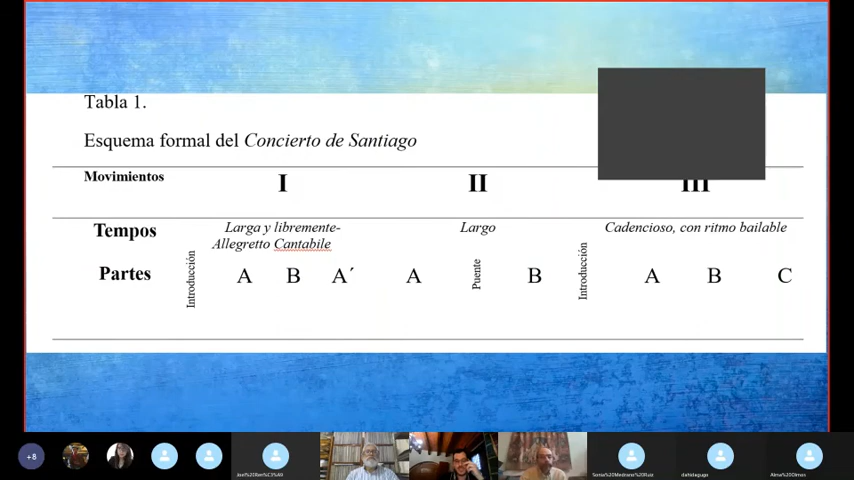 Tabla 1.
Esquema formal del Concierto de Santiago
Movimientos I II III
Tempos Larga y libremente- Largo Cadencioso, con ritmo bailable
Allegretto Cantabile
Partes Introducción A B A´ A Puente B Introducción A B C
+8